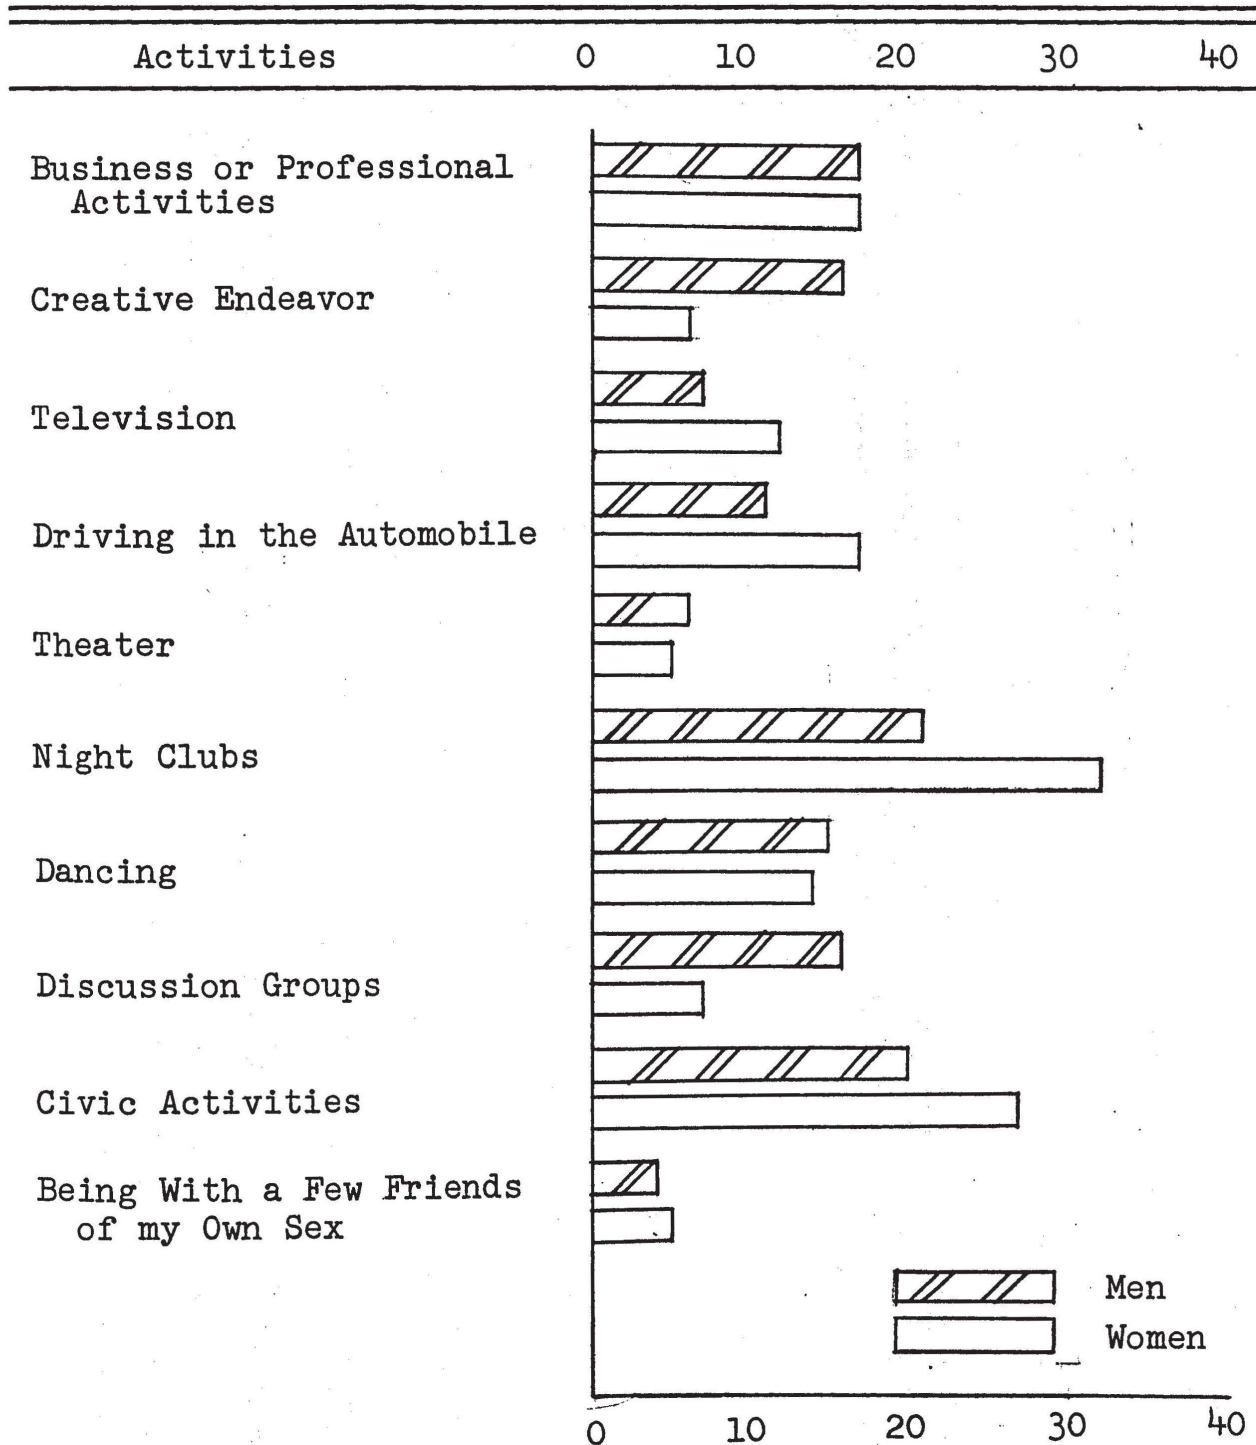 Activities 0 10 20 30 40
Business or Professional
Activities
Creative Endeavor
Television
Driving in the Automobile
Theater
Night Clubs
Dancing
Discussion Groups
Civic Activities
Being With a Few Friends
of my Own Sex
Men
Women
0 10 20 30 40